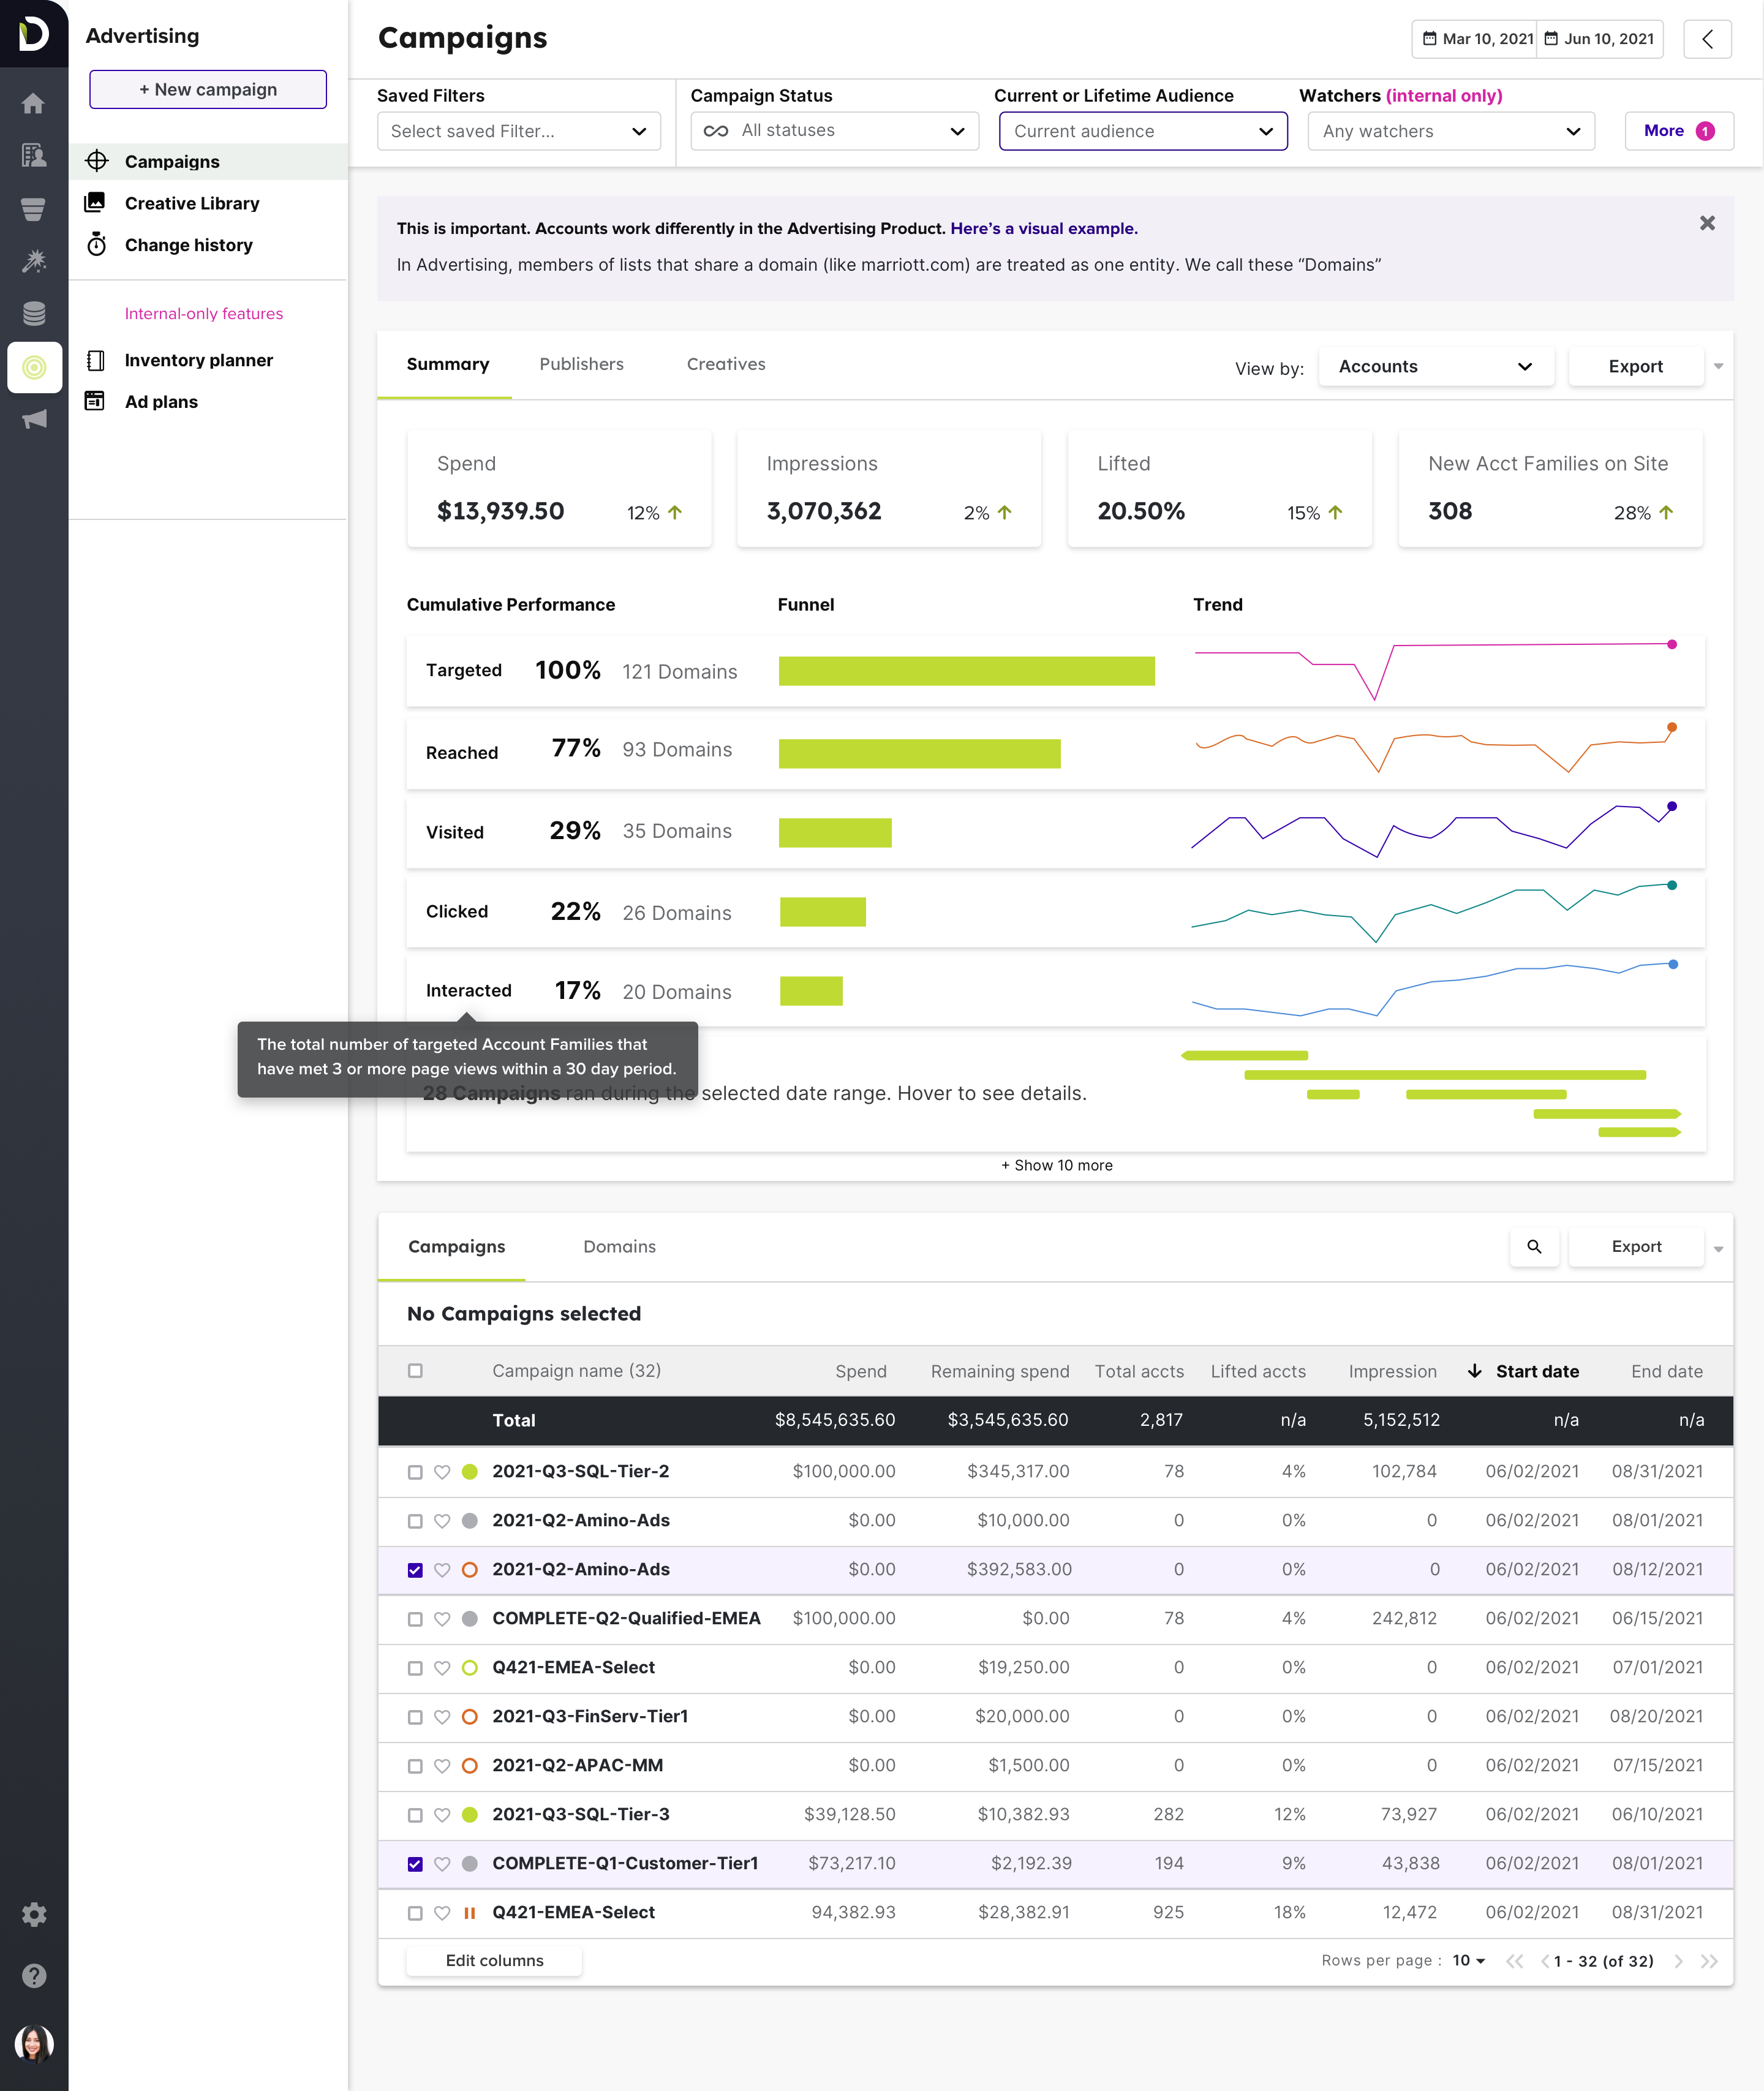 Advertising
+ New campaign
Campaigns
Creative Library
Change history
Internal-only features
Inventory planner
Ad plans
Campaigns
Mar 10, 2021
Jun 10, 2021
Saved Filters
Select saved Filter...
Campaign Status
All statuses
Current or Lifetime Audience
Current audience
Watchers (internal only)
Any watchers
More 1
This is important. Accounts work differently in the Advertising Product. Here's a visual example.
In Advertising, members of lists that share a domain (like marriott.com) are treated as one entity. We call these “Domains”
Summary
Publishers
Creatives
View by:
Accounts
Export
Spend
$13,939.50
12%
Impressions
3,070,362
2%
Lifted
20.50%
15%
New Acct Families on Site
308
28%
Cumulative Performance
Funnel
Trend
Targeted 100% 121 Domains
Reached 77% 93 Domains
Visited 29% 35 Domains
Clicked 22% 26 Domains
Interacted 17% 20 Domains
The total number of targeted Account Families that
have met 3 or more page views within a 30 day period.
28 Campaigns ran during the selected date range. Hover to see details.
+ Show 10 more
Campaigns
Domains
Export
No Campaigns selected
Campaign name (32) Spend Remaining spend Total accts Lifted accts Impression Start date End date
Total $8,545,635.60 $3,545,635.60 2,817 n/a 5,152,512 n/a n/a
2021-Q3-SQL-Tier-2 $100,000.00 $345,317.00 78 4% 102,784 06/02/2021 08/31/2021
2021-Q2-Amino-Ads $0.00 $10,000.00 0 0% 0 06/02/2021 08/01/2021
2021-Q2-Amino-Ads $0.00 $392,583.00 0 0% 0 06/02/2021 08/12/2021
COMPLETE-Q2-Qualified-EMEA $100,000.00 $0.00 78 4% 242,812 06/02/2021 06/15/2021
Q421-EMEA-Select $0.00 $19,250.00 0 0% 0 06/02/2021 07/01/2021
2021-Q3-FinServ-Tier1 $0.00 $20,000.00 0 0% 0 06/02/2021 08/20/2021
2021-Q2-APAC-MM $0.00 $1,500.00 0 0% 0 06/02/2021 07/15/2021
2021-Q3-SQL-Tier-3 $39,128.50 $10,382.93 282 12% 73,927 06/02/2021 06/10/2021
COMPLETE-Q1-Customer-Tier1 $73,217.10 $2,192.39 194 9% 43,838 06/02/2021 08/01/2021
Q421-EMEA-Select 94,382.93 $28,382.91 925 18% 12,472 06/02/2021 08/31/2021
Edit columns
Rows per page : 10
1 - 32 (of 32)